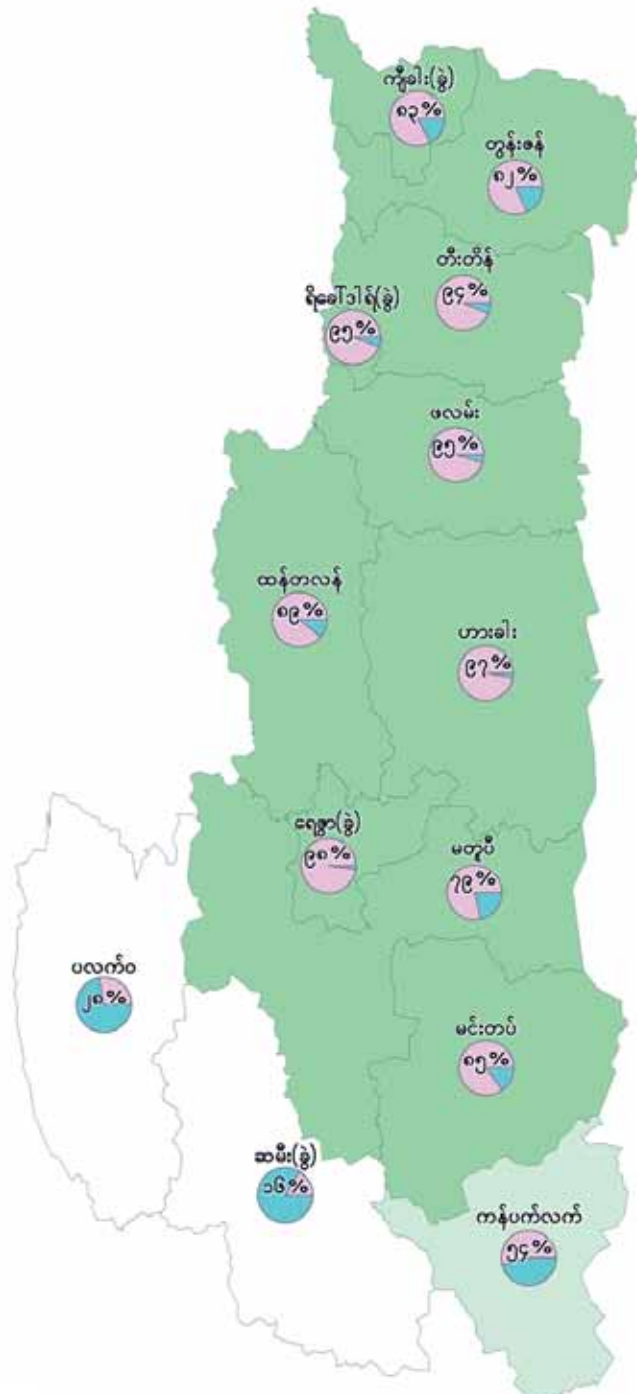 ကျီခါး(ခွဲ)
၈၃%
တွန်းဇန်
၈၂%
တီးတိန်
၉၄%
ရိခေါ်ဒါရ်(ခွဲ)
၉၅%
ဖလမ်း
၉၅%
ထန်တလန်
၈၉%
ဟားခါး
၉၇%
ရေဇွာ(ခွဲ)
၉၈%
မတူပီ
၇၉%
ပလက်ဝ
၂၈%
မင်းတပ်
၈၅%
ဆမီး(ခွဲ)
၁၆%
ကန်ပက်လက်
၅၄%